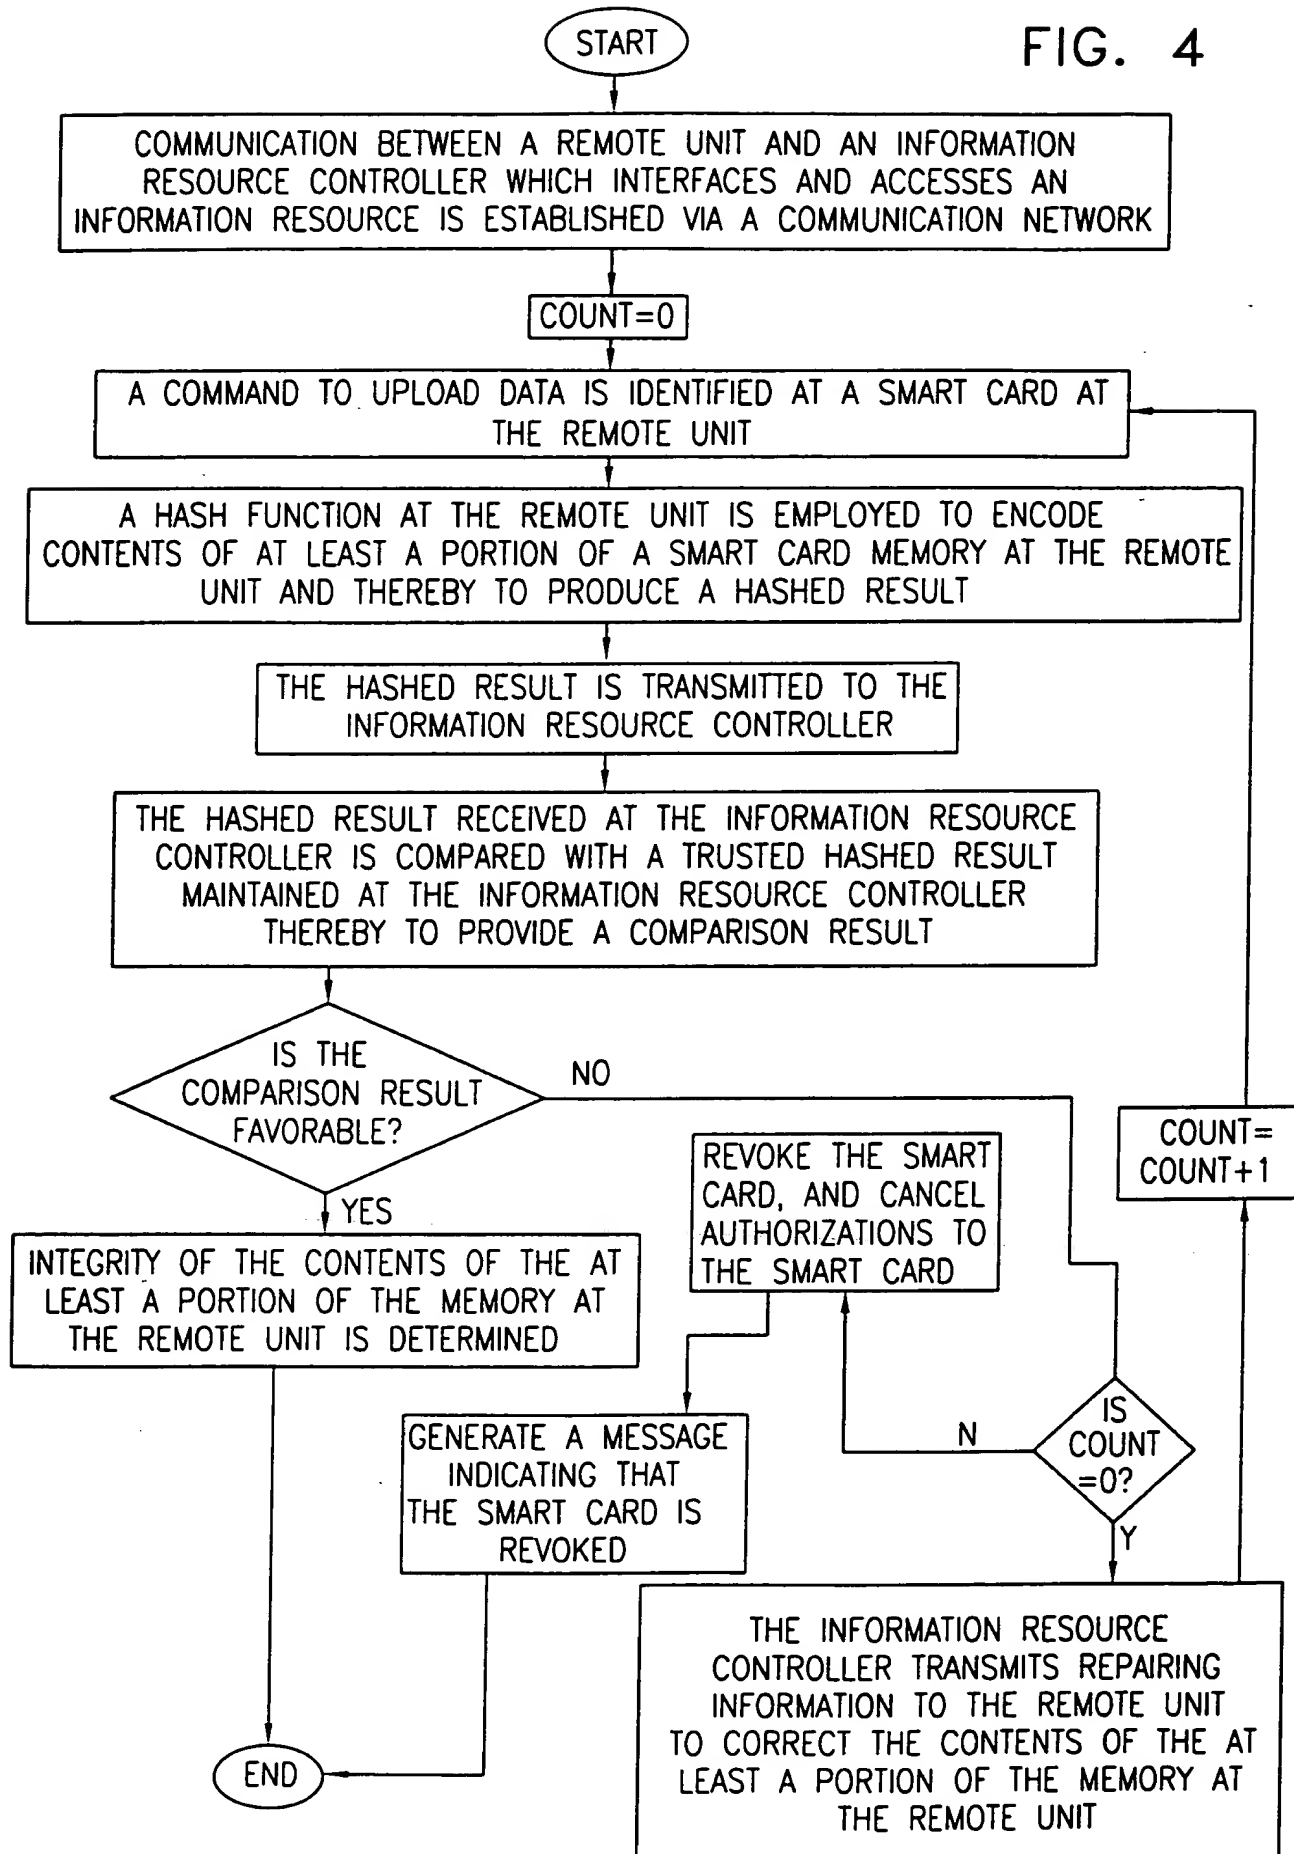 START
FIG. 4
COMMUNICATION BETWEEN A REMOTE UNIT AND AN INFORMATION
RESOURCE CONTROLLER WHICH INTERFACES AND ACCESSES AN
INFORMATION RESOURCE IS ESTABLISHED VIA A COMMUNICATION NETWORK
COUNT=0
A COMMAND TO UPLOAD DATA IS IDENTIFIED AT A SMART CARD AT
THE REMOTE UNIT
A HASH FUNCTION AT THE REMOTE UNIT IS EMPLOYED TO ENCODE
CONTENTS OF AT LEAST A PORTION OF A SMART CARD MEMORY AT THE REMOTE
UNIT AND THEREBY TO PRODUCE A HASHED RESULT
THE HASHED RESULT IS TRANSMITTED TO THE
INFORMATION RESOURCE CONTROLLER
THE HASHED RESULT RECEIVED AT THE INFORMATION RESOURCE
CONTROLLER IS COMPARED WITH A TRUSTED HASHED RESULT
MAINTAINED AT THE INFORMATION RESOURCE CONTROLLER
THEREBY TO PROVIDE A COMPARISON RESULT
IS THE
COMPARISON RESULT
FAVORABLE?
NO
YES
INTEGRITY OF THE CONTENTS OF THE AT
LEAST A PORTION OF THE MEMORY AT
THE REMOTE UNIT IS DETERMINED
REVOKE THE SMART
CARD, AND CANCEL
AUTHORIZATIONS TO
THE SMART CARD
COUNT=
COUNT+1
GENERATE A MESSAGE
INDICATING THAT
THE SMART CARD IS
REVOKED
N
IS
COUNT
=0?
Y
THE INFORMATION RESOURCE
CONTROLLER TRANSMITS REPAIRING
INFORMATION TO THE REMOTE UNIT
TO CORRECT THE CONTENTS OF THE AT
LEAST A PORTION OF THE MEMORY AT
THE REMOTE UNIT
END